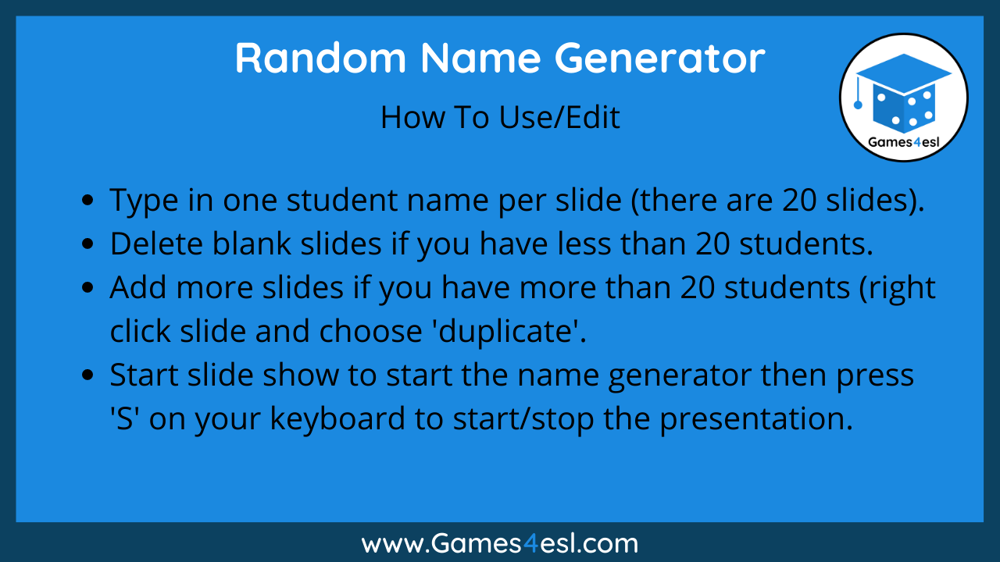 Random Name Generator
How To Use/Edit
Games4esl
• Type in one student name per slide (there are 20 slides).
• Delete blank slides if you have less than 20 students.
• Add more slides if you have more than 20 students (right
click slide and choose 'duplicate'.
• Start slide show to start the name generator then press
'S' on your keyboard to start/stop the presentation.
www.Games4esl.com